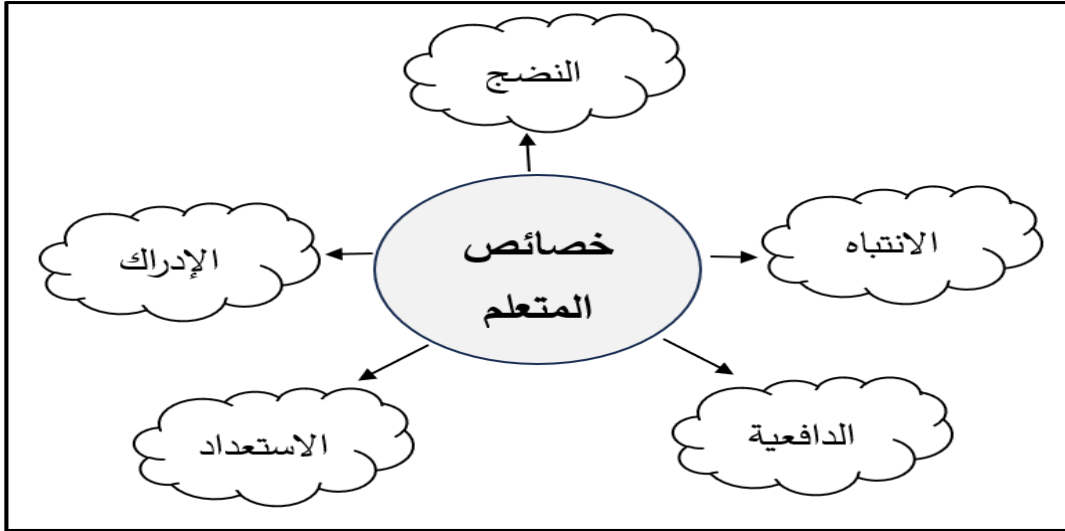 النضج
خصائص
المتعلم
الانتباه
الإدراك
الدافعية
الاستعداد